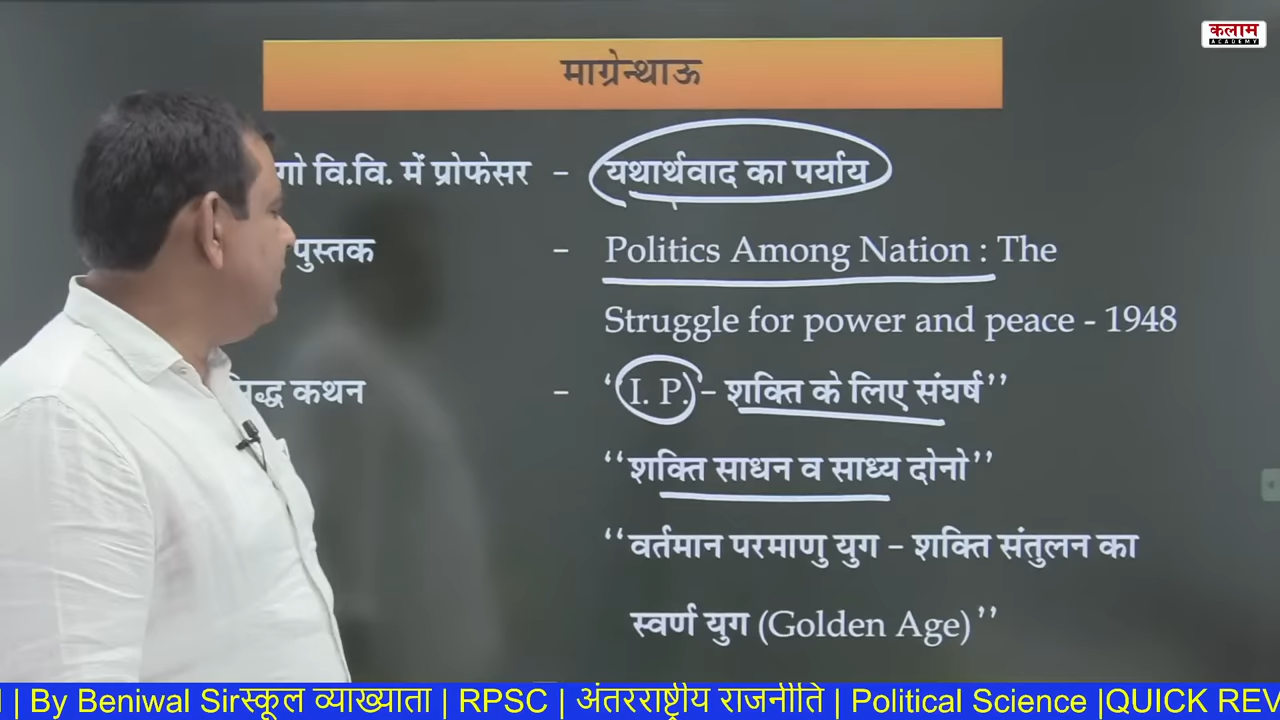 कलाम
ACADEMY
माग्रेन्थाऊ
वि.वि. में प्रोफेसर - यथार्थवाद का पर्याय
पुस्तक - Politics Among Nation : The
Struggle for power and peace - 1948
कथन - “I. P. - शक्ति के लिए संघर्ष”
“शक्ति साधन व साध्य दोनो”
“वर्तमान परमाणु युग - शक्ति संतुलन का
स्वर्ण युग (Golden Age)”
| By Beniwal Sirस्कूल व्याख्याता | RPSC | अंतरराष्ट्रीय राजनीति | Political Science |QUICK REV